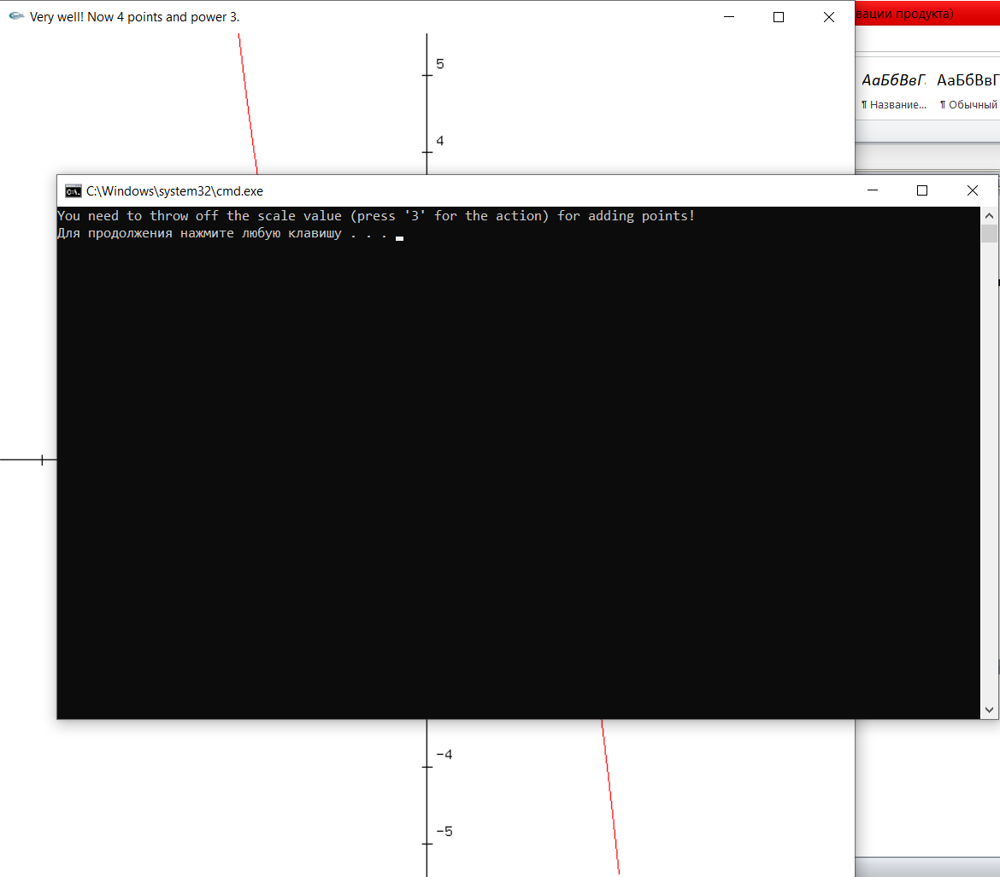 Very well! Now 4 points and power 3.
вации продукта)
5
АаБбВвГ АаБбВвГ
¶ Название... ¶ Обычный
4
C:\Windows\system32\cmd.exe
You need to throw off the scale value (press '3' for the action) for adding points!
Для продолжения нажмите любую клавишу . . .
-4
-5